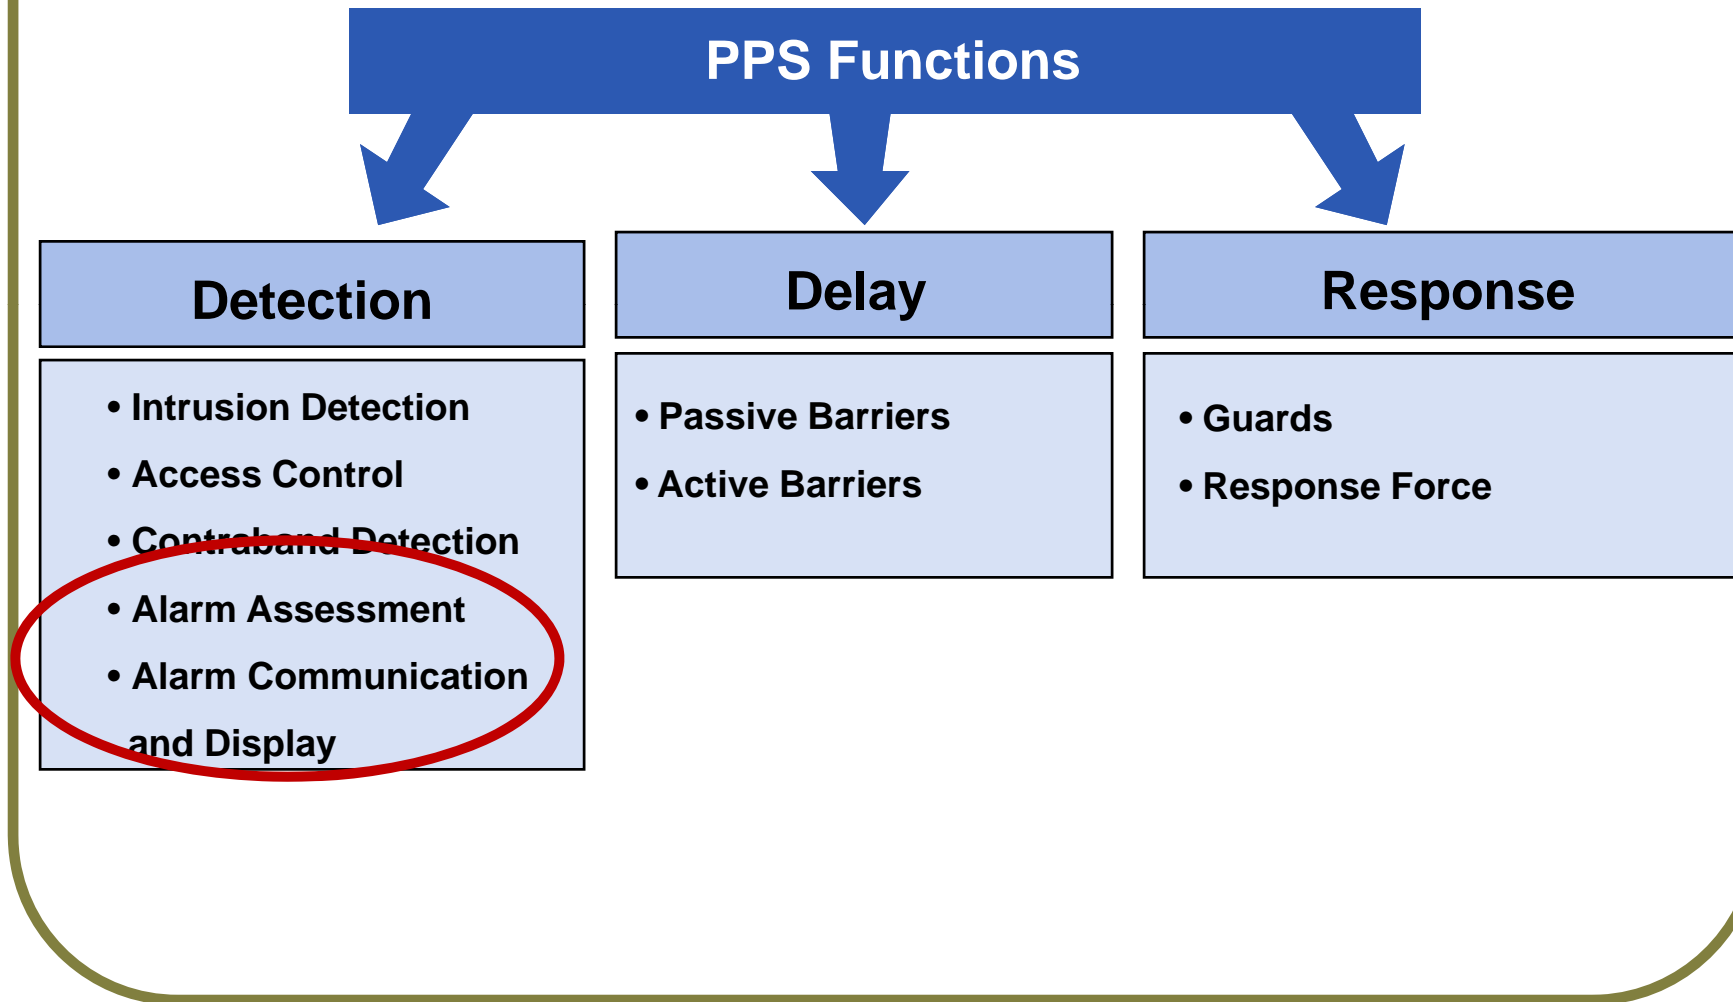 PPS Functions
Detection
• Intrusion Detection
• Access Control
• Contraband Detection
• Alarm Assessment
• Alarm Communication
and Display
Delay
• Passive Barriers
• Active Barriers
Response
• Guards
• Response Force